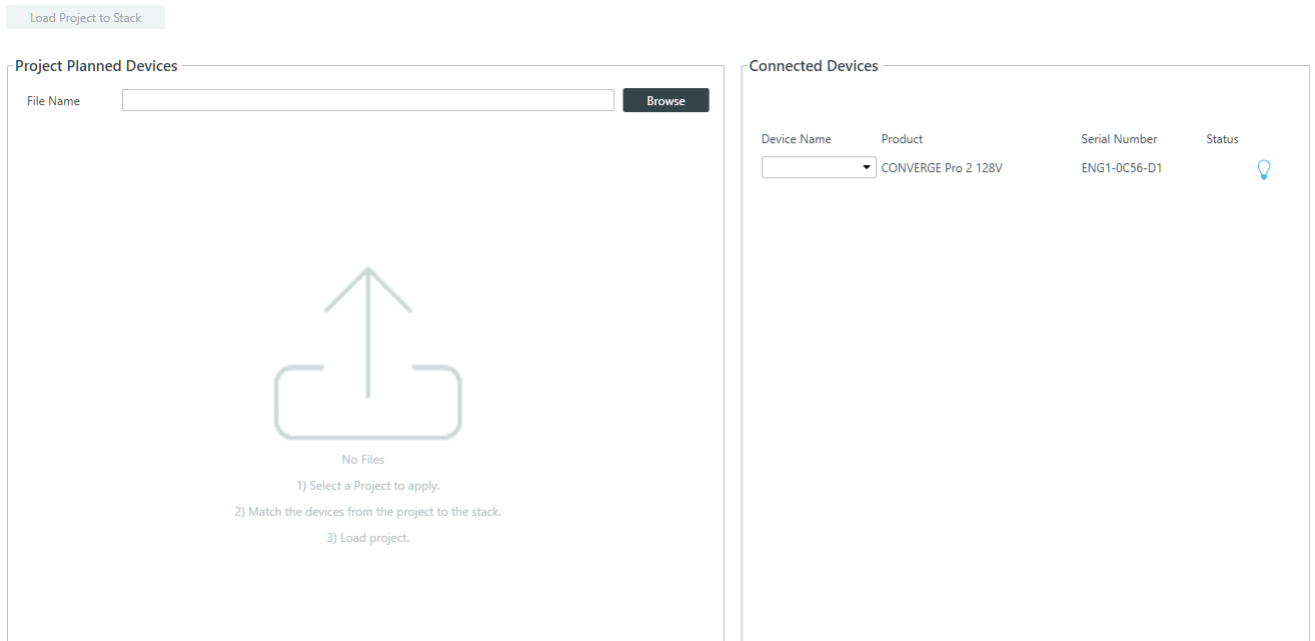 Load Project to Stack
Project Planned Devices
File Name
Browse
No Files
1) Select a Project to apply.
2) Match the devices from the project to the stack.
3) Load project.
Connected Devices
Device Name Product Serial Number Status
CONVERGE Pro 2 128V ENG1-0C56-D1